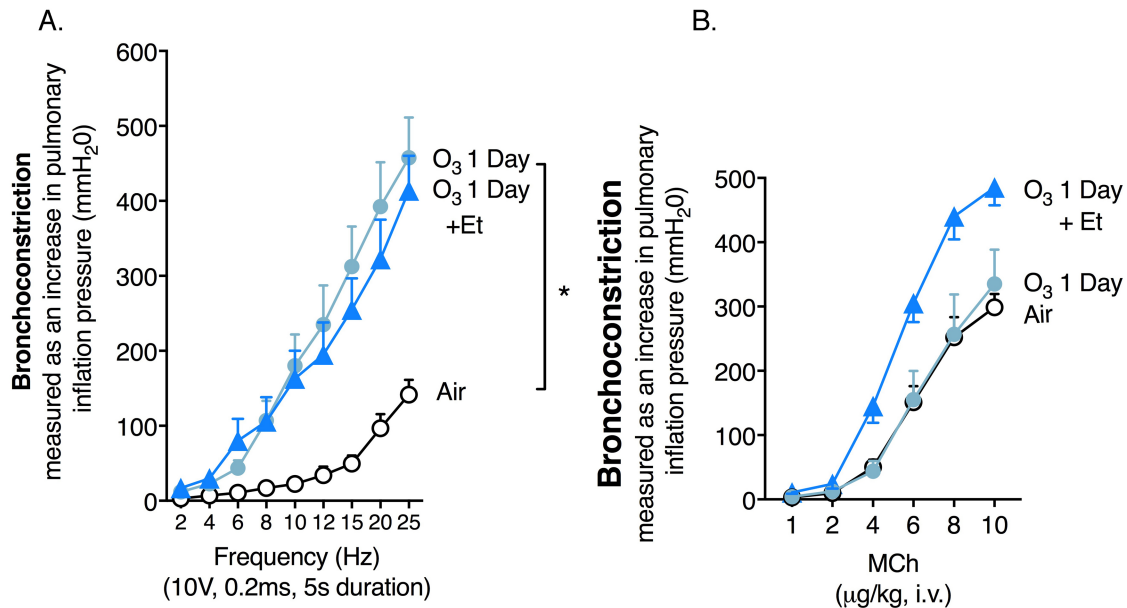 A.
Bronchoconstriction
measured as an increase in pulmonary
inflation pressure (mmH20)
600
500
400
300
200
100
0
2 4 6 8 10 12 15 20 25
Frequency (Hz)
(10V, 0.2ms, 5s duration)
O3 1 Day
O3 1 Day
+Et
*
Air
B.
Bronchoconstriction
measured as an increase in pulmonary
inflation pressure (mmH20)
500
400
300
200
100
0
1 2 4 6 8 10
MCh
(μg/kg, i.v.)
O3 1 Day
+ Et
O3 1 Day
Air